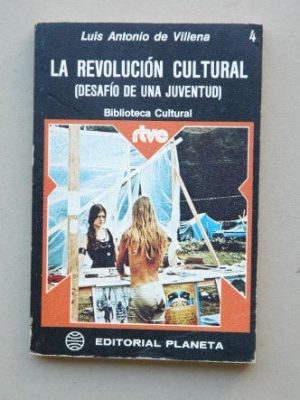 Luis Antonio de Villena
4
LA REVOLUCIÓN CULTURAL
(DESAFÍO DE UNA JUVENTUD)
Biblioteca Cultural
rtve
EDITORIAL PLANETA